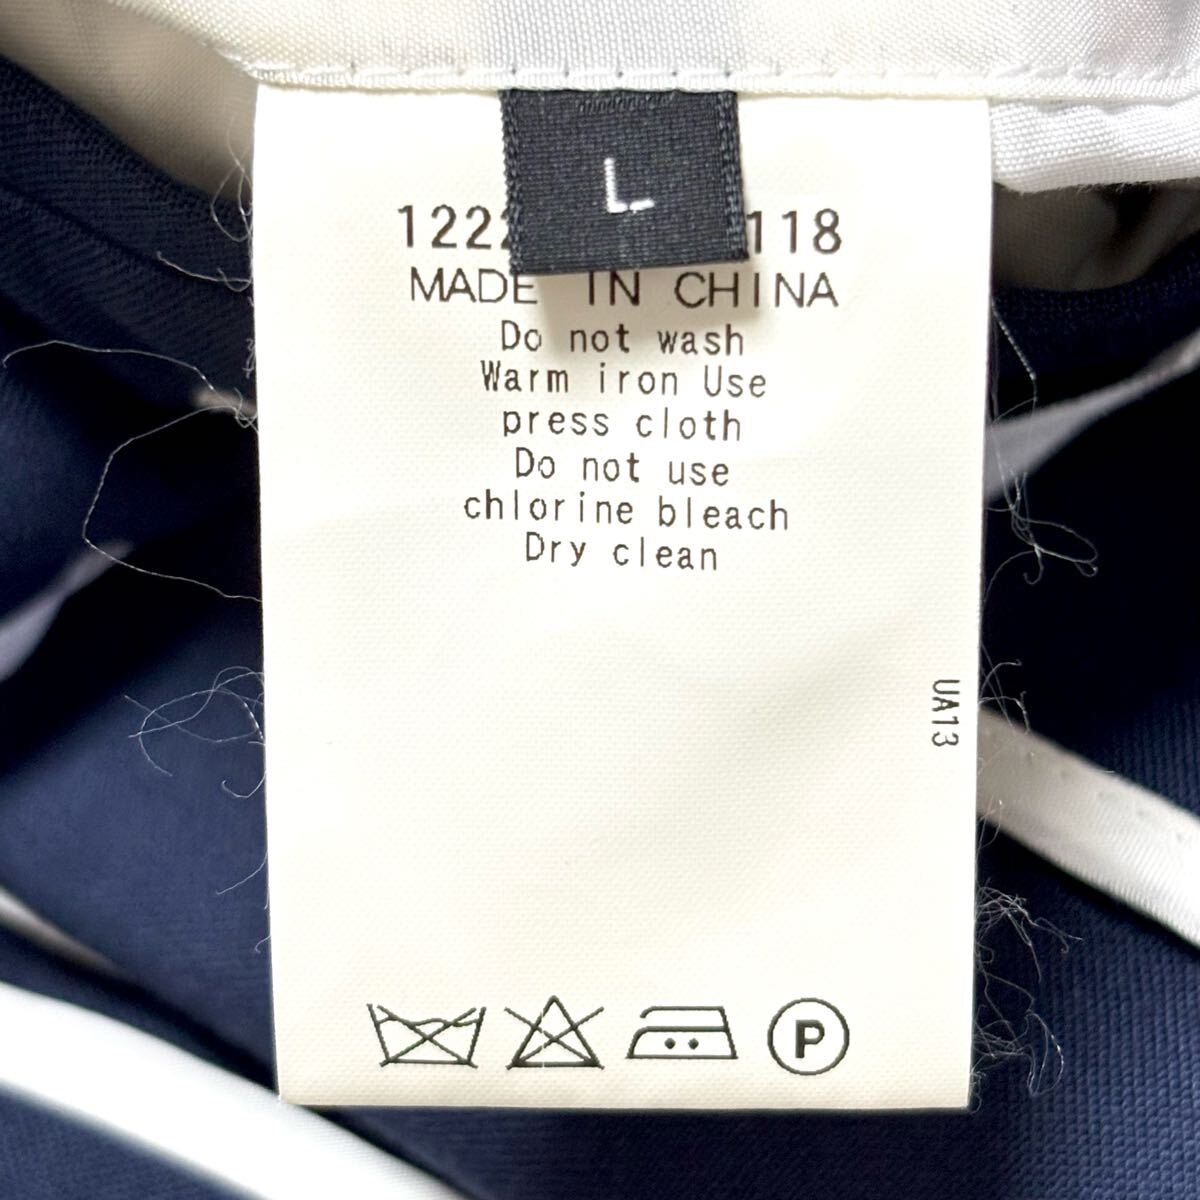 L
122 118
MADE IN CHINA
Do not wash
Warm iron Use
press cloth
Do not use
chlorine bleach
Dry clean
UA13
P